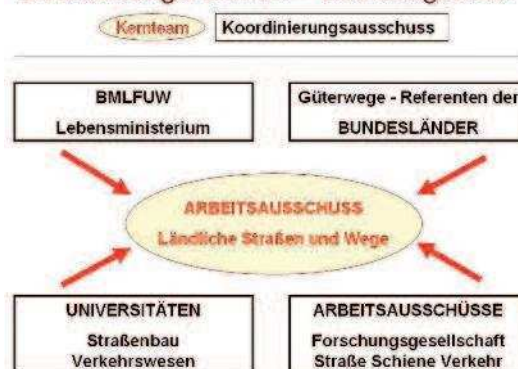 Kernteam Koordinierungsausschuss
BMLFUW
Lebensministerium
Güterwege - Referenten der
BUNDESLÄNDER
ARBEITSAUSSCHUSS
Ländliche Straßen und Wege
UNIVERSITÄTEN
Straßenbau
Verkehrswesen
ARBEITSAUSSCHÜSSE
Forschungsgesellschaft
Straße Schiene Verkehr